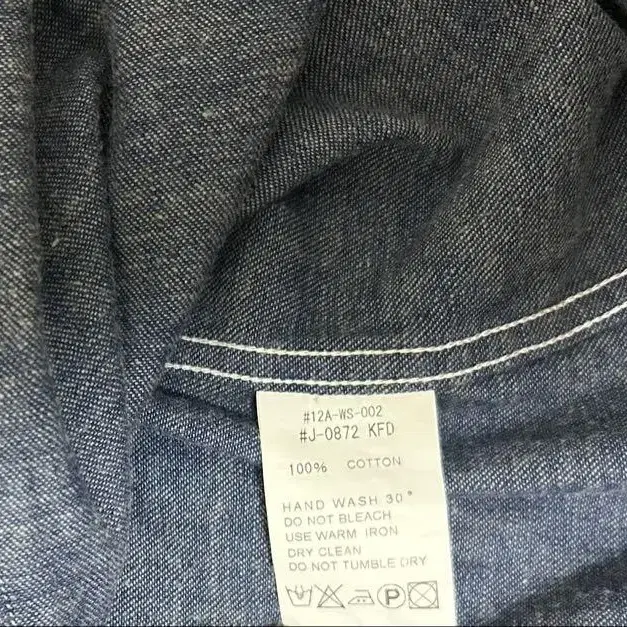 #12A-WS-002
#J-0872 KFD
100% COTTON
HAND WASH 30°
DO NOT BLEACH
USE WARM IRON
DRY CLEAN
DO NOT TUMBLE DRY
P